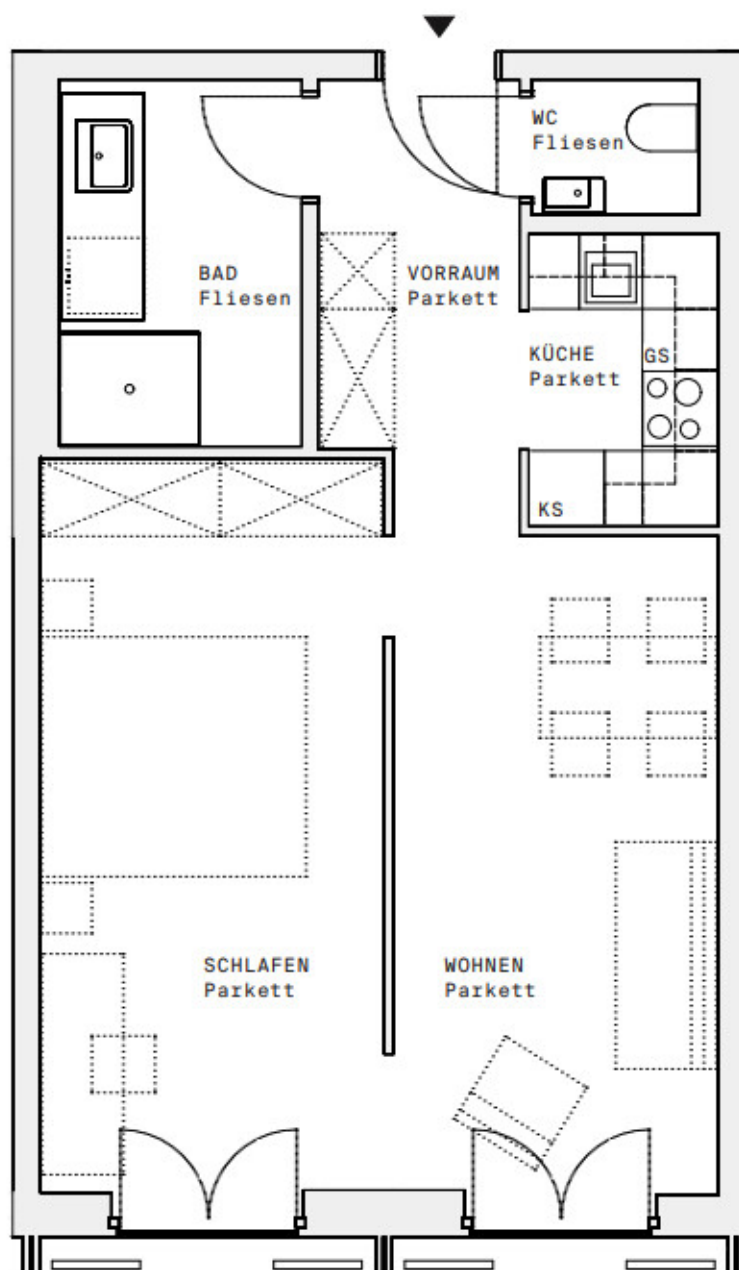 WC
Fliesen
BAD
Fliesen
VORRAUM
Parkett
KÜCHE
Parkett
GS
KS
SCHLAFEN
Parkett
WOHNEN
Parkett